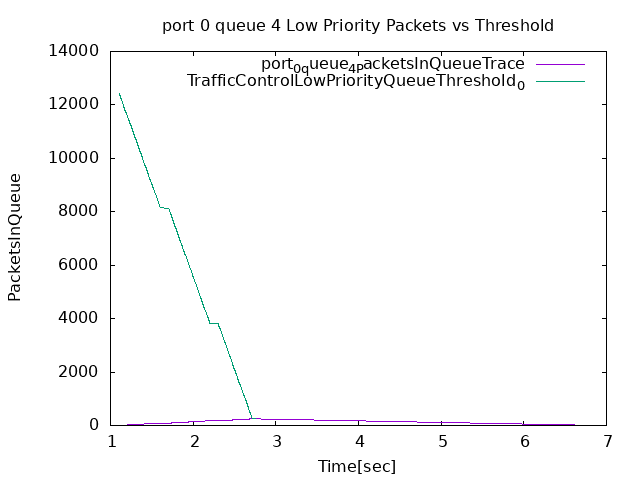 port 0 queue 4 Low Priority Packets vs Threshold
port0queue4PacketsInQueueTrace
TrafficControlLowPriorityQueueThreshold0
14000
12000
10000
8000
6000
4000
2000
0
PacketsInQueue
1 2 3 4 5 6 7
Time[sec]